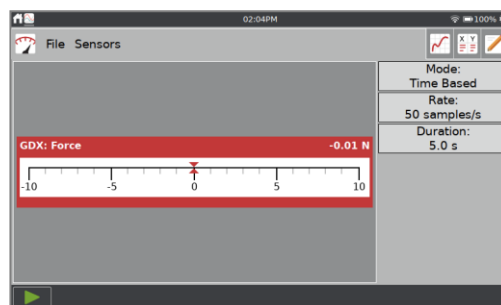 02:04PM
100%
File Sensors
X Y
Mode:
Time Based
Rate:
50 samples/s
Duration:
5.0 s
GDX: Force -0.01 N
-10 -5 0 5 10